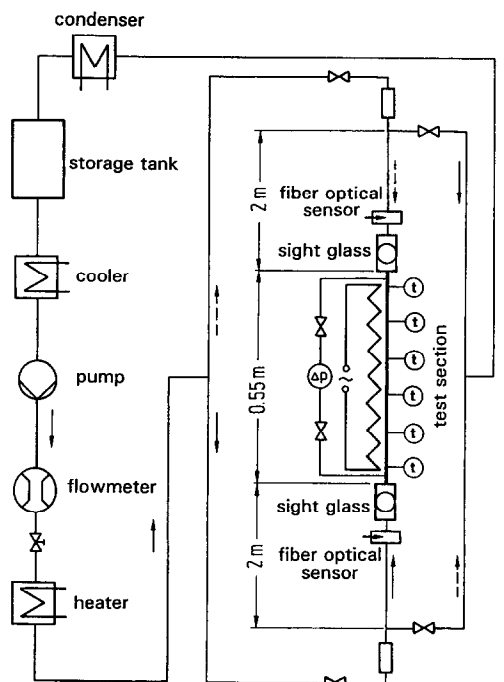 condenser
storage tank
cooler
pump
flowmeter
heater
2 m
fiber optical
sensor
sight glass
0.55 m
Δp
~
t
t
t
t
t
t
test section
sight glass
fiber optical
sensor
2 m